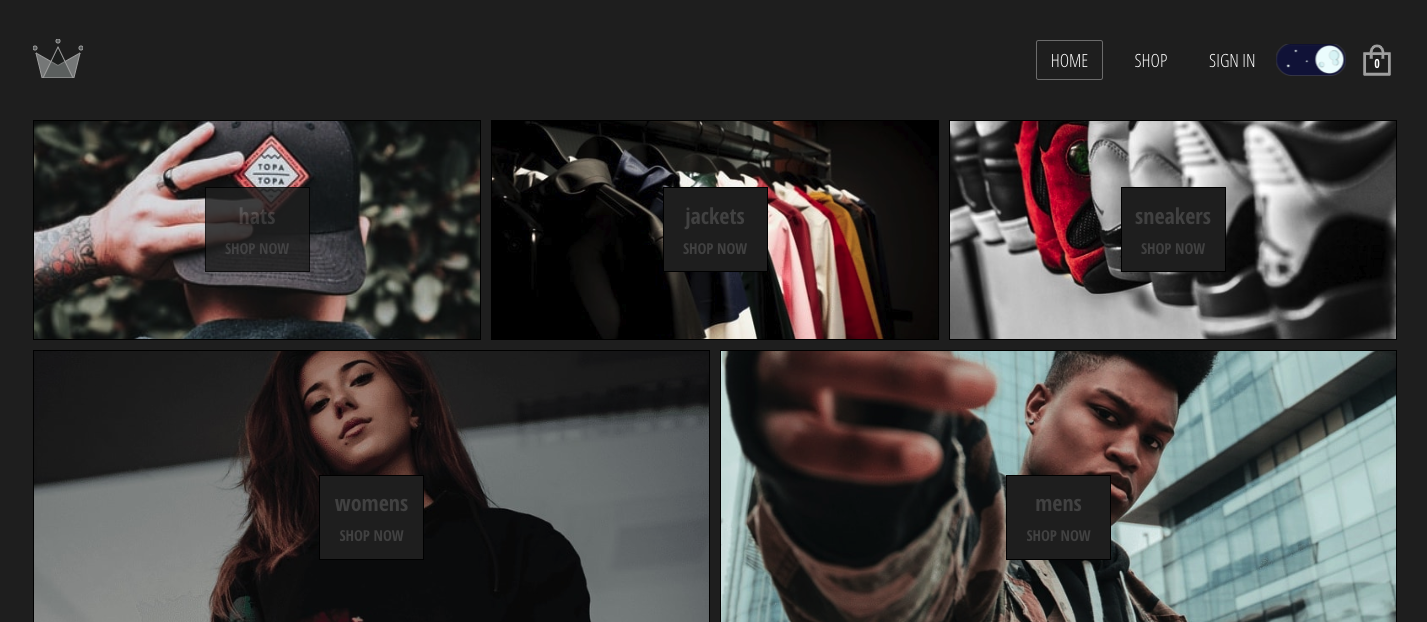 HOME
SHOP
SIGN IN
0
TOPA
TOPA
hats
SHOP NOW
jackets
SHOP NOW
sneakers
SHOP NOW
womens
SHOP NOW
mens
SHOP NOW